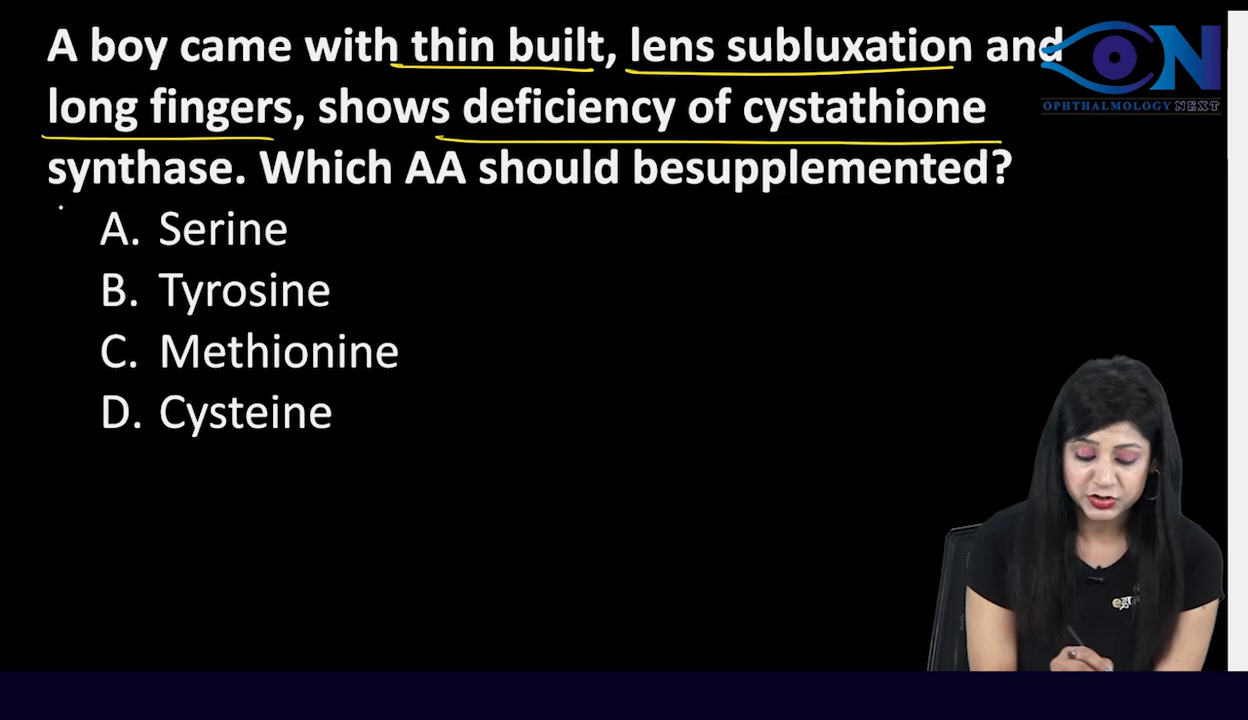 A boy came with thin built, lens subluxation and
long fingers, shows deficiency of cystathione
synthase. Which AA should besupplemented?
A. Serine
B. Tyrosine
C. Methionine
D. Cysteine
ON
OPHTHALMOLOGY NEXT